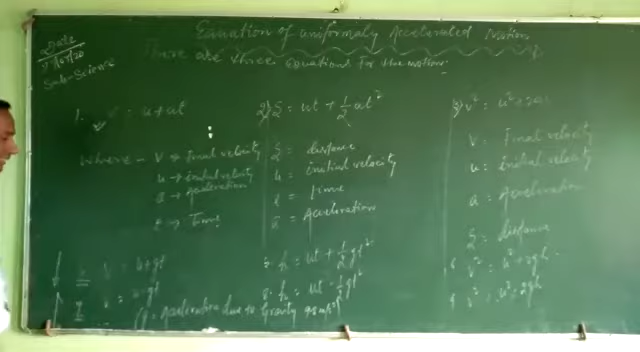 Equation of uniformaly Accelerated Motion
Date
There are three Equations for the motion
Sub-Science
1. v = u + at
2) S = ut + 1/2 at²
3) v² = u² + 2as
where - V → final velocity
u → initial velocity
a → acceleration
t → Time
S = distance
u = initial velocity
t = time
a = Acceleration
V = Final velocity
u = initial velocity
a = Acceleration
S = distance
↓ 1. V = u + gt
2. h = ut + 1/2 gt²
v² = u² + 2gh
↑ v = u - gt
h = ut - 1/2 gt²
v² = u² - 2gh
(g = acceleration due to gravity